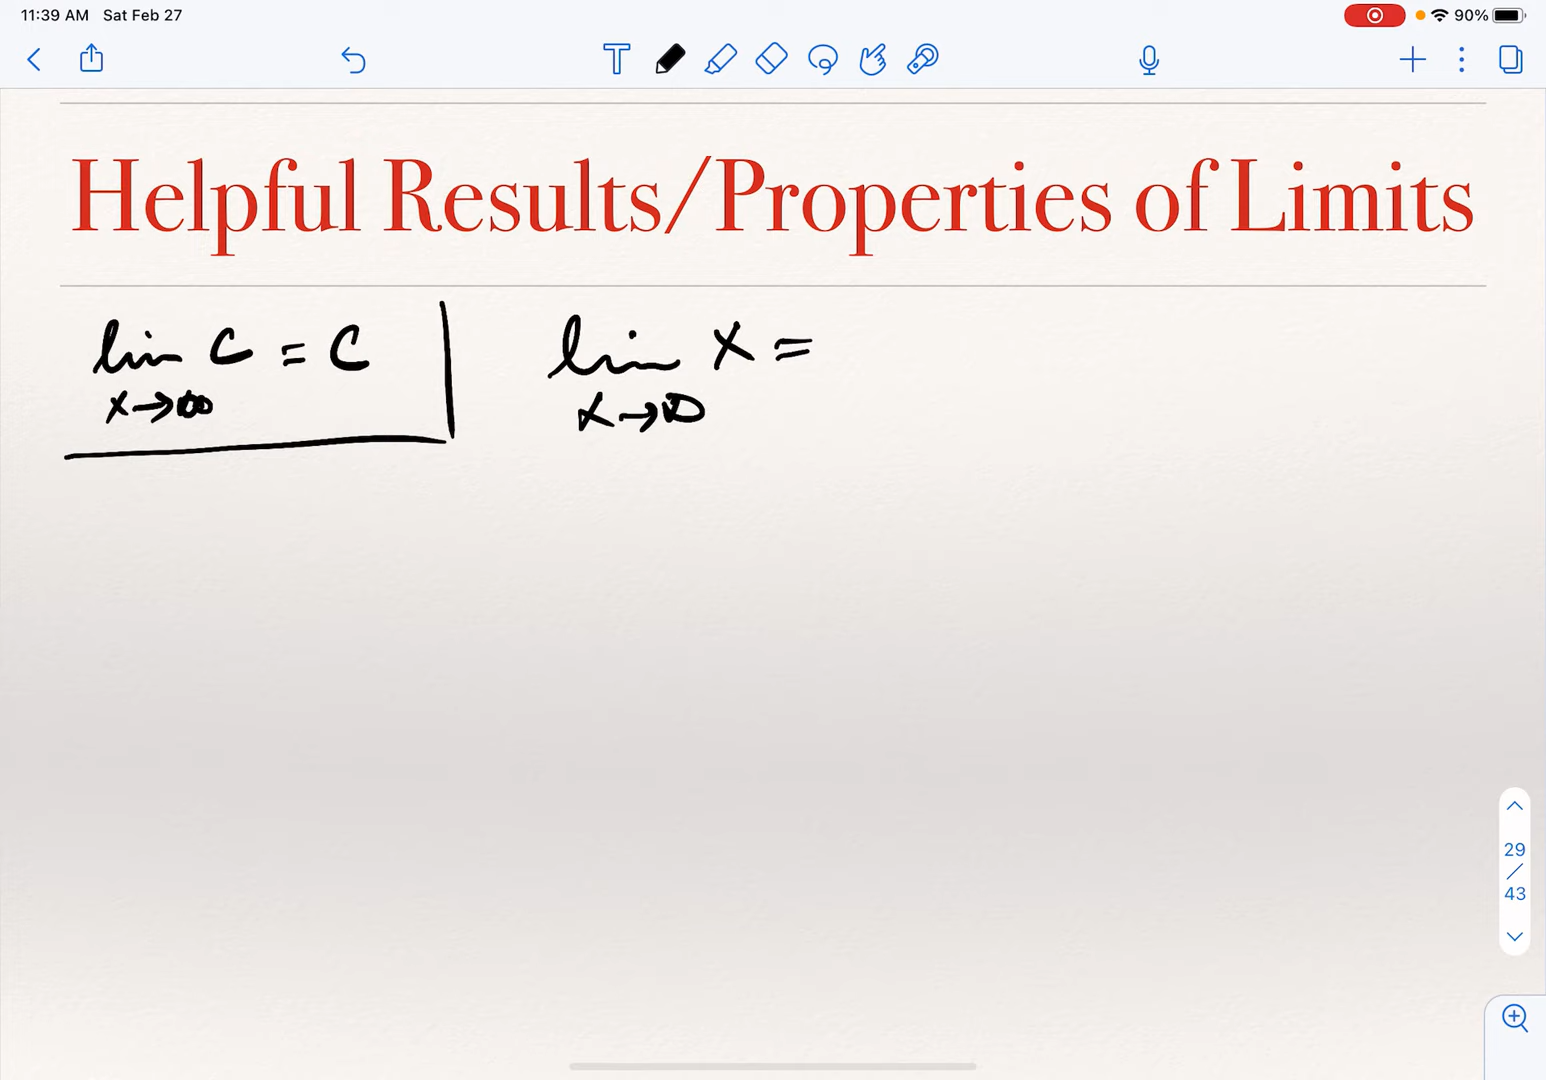 11:39 AM Sat Feb 27
90%
T
Helpful Results/Properties of Limits
lim C = C
x→∞
lim x =
x→∞
29
/
43